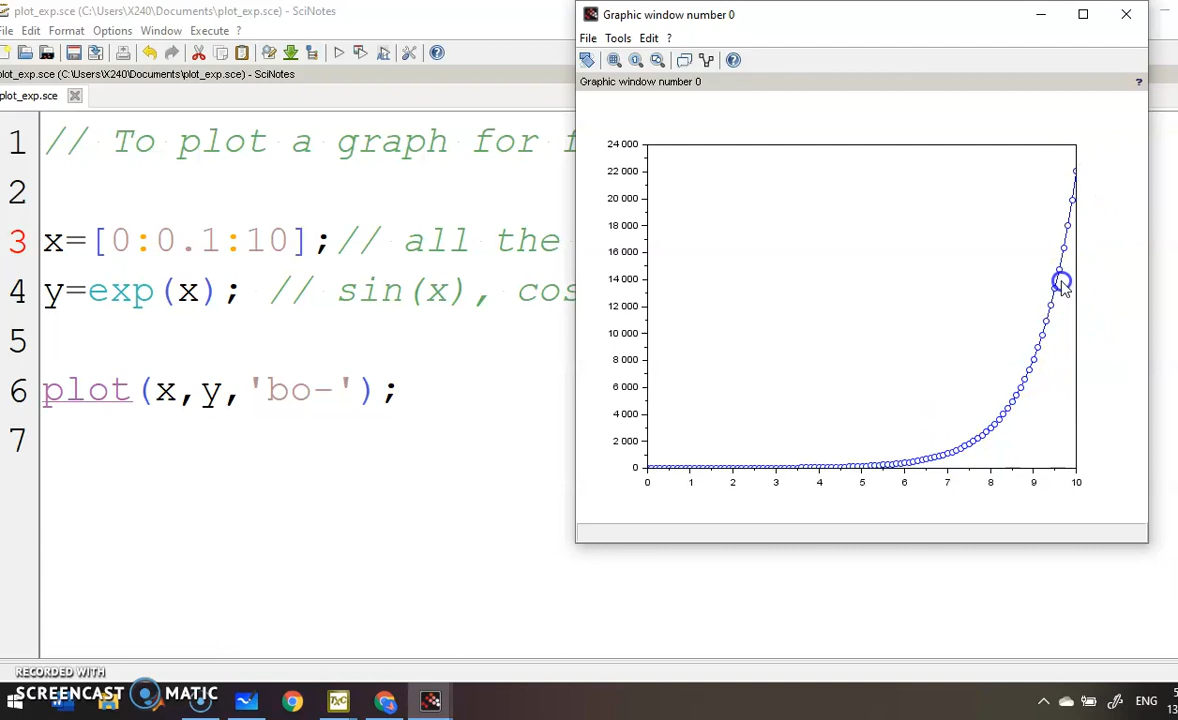 plot_exp.sce (C:\Users\X240\Documents\plot_exp.sce) - SciNotes
File Edit Format Options Window Execute ?
plot_exp.sce (C:\Users\X240\Documents\plot_exp.sce) - SciNotes
plot_exp.sce
1 // To plot a graph for f
2
3 x=[0:0.1:10];// all the
4 y=exp(x); // sin(x), cos
5
6 plot(x,y,'bo-');
7
Graphic window number 0
File Tools Edit ?
Graphic window number 0 ?
24 000
22 000
20 000
18 000
16 000
14 000
12 000
10 000
8 000
6 000
4 000
2 000
0
0 1 2 3 4 5 6 7 8 9 10
RECORDED WITH
SCREENCAST MATIC
ENG